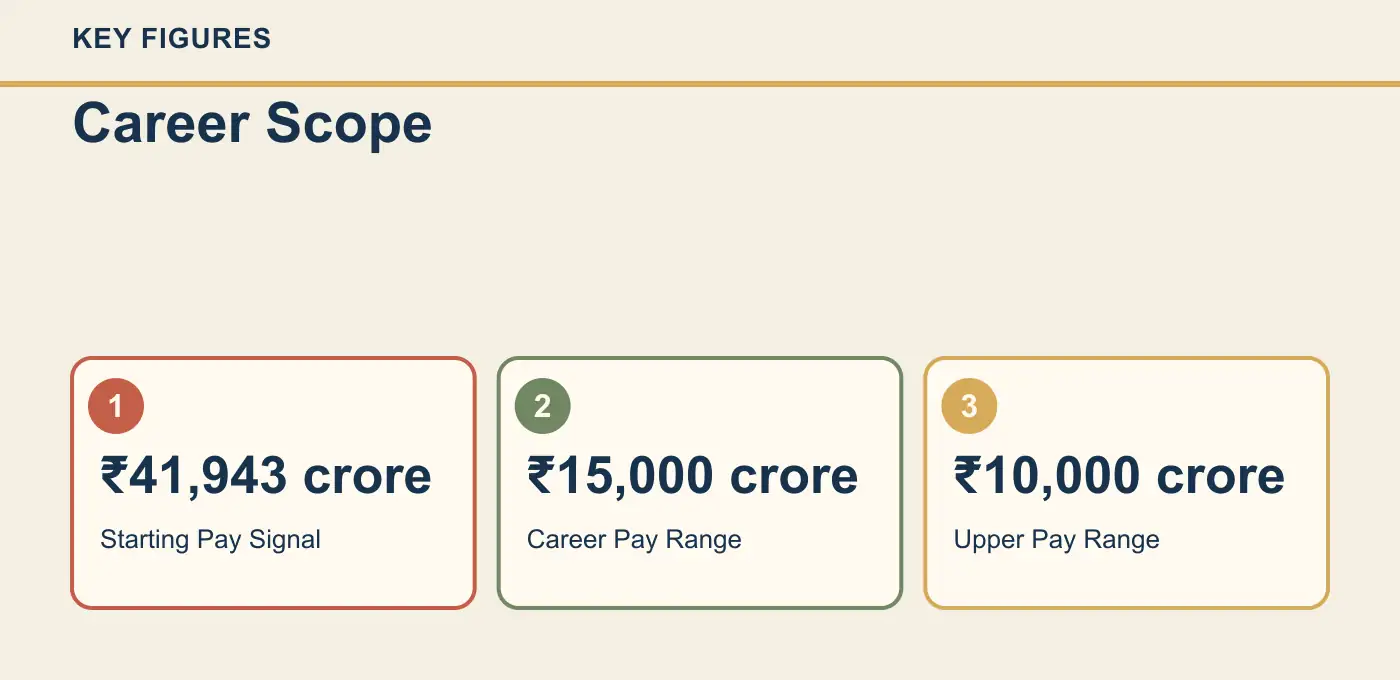 KEY FIGURES
Career Scope
1
₹41,943 crore
Starting Pay Signal
2
₹15,000 crore
Career Pay Range
3
₹10,000 crore
Upper Pay Range